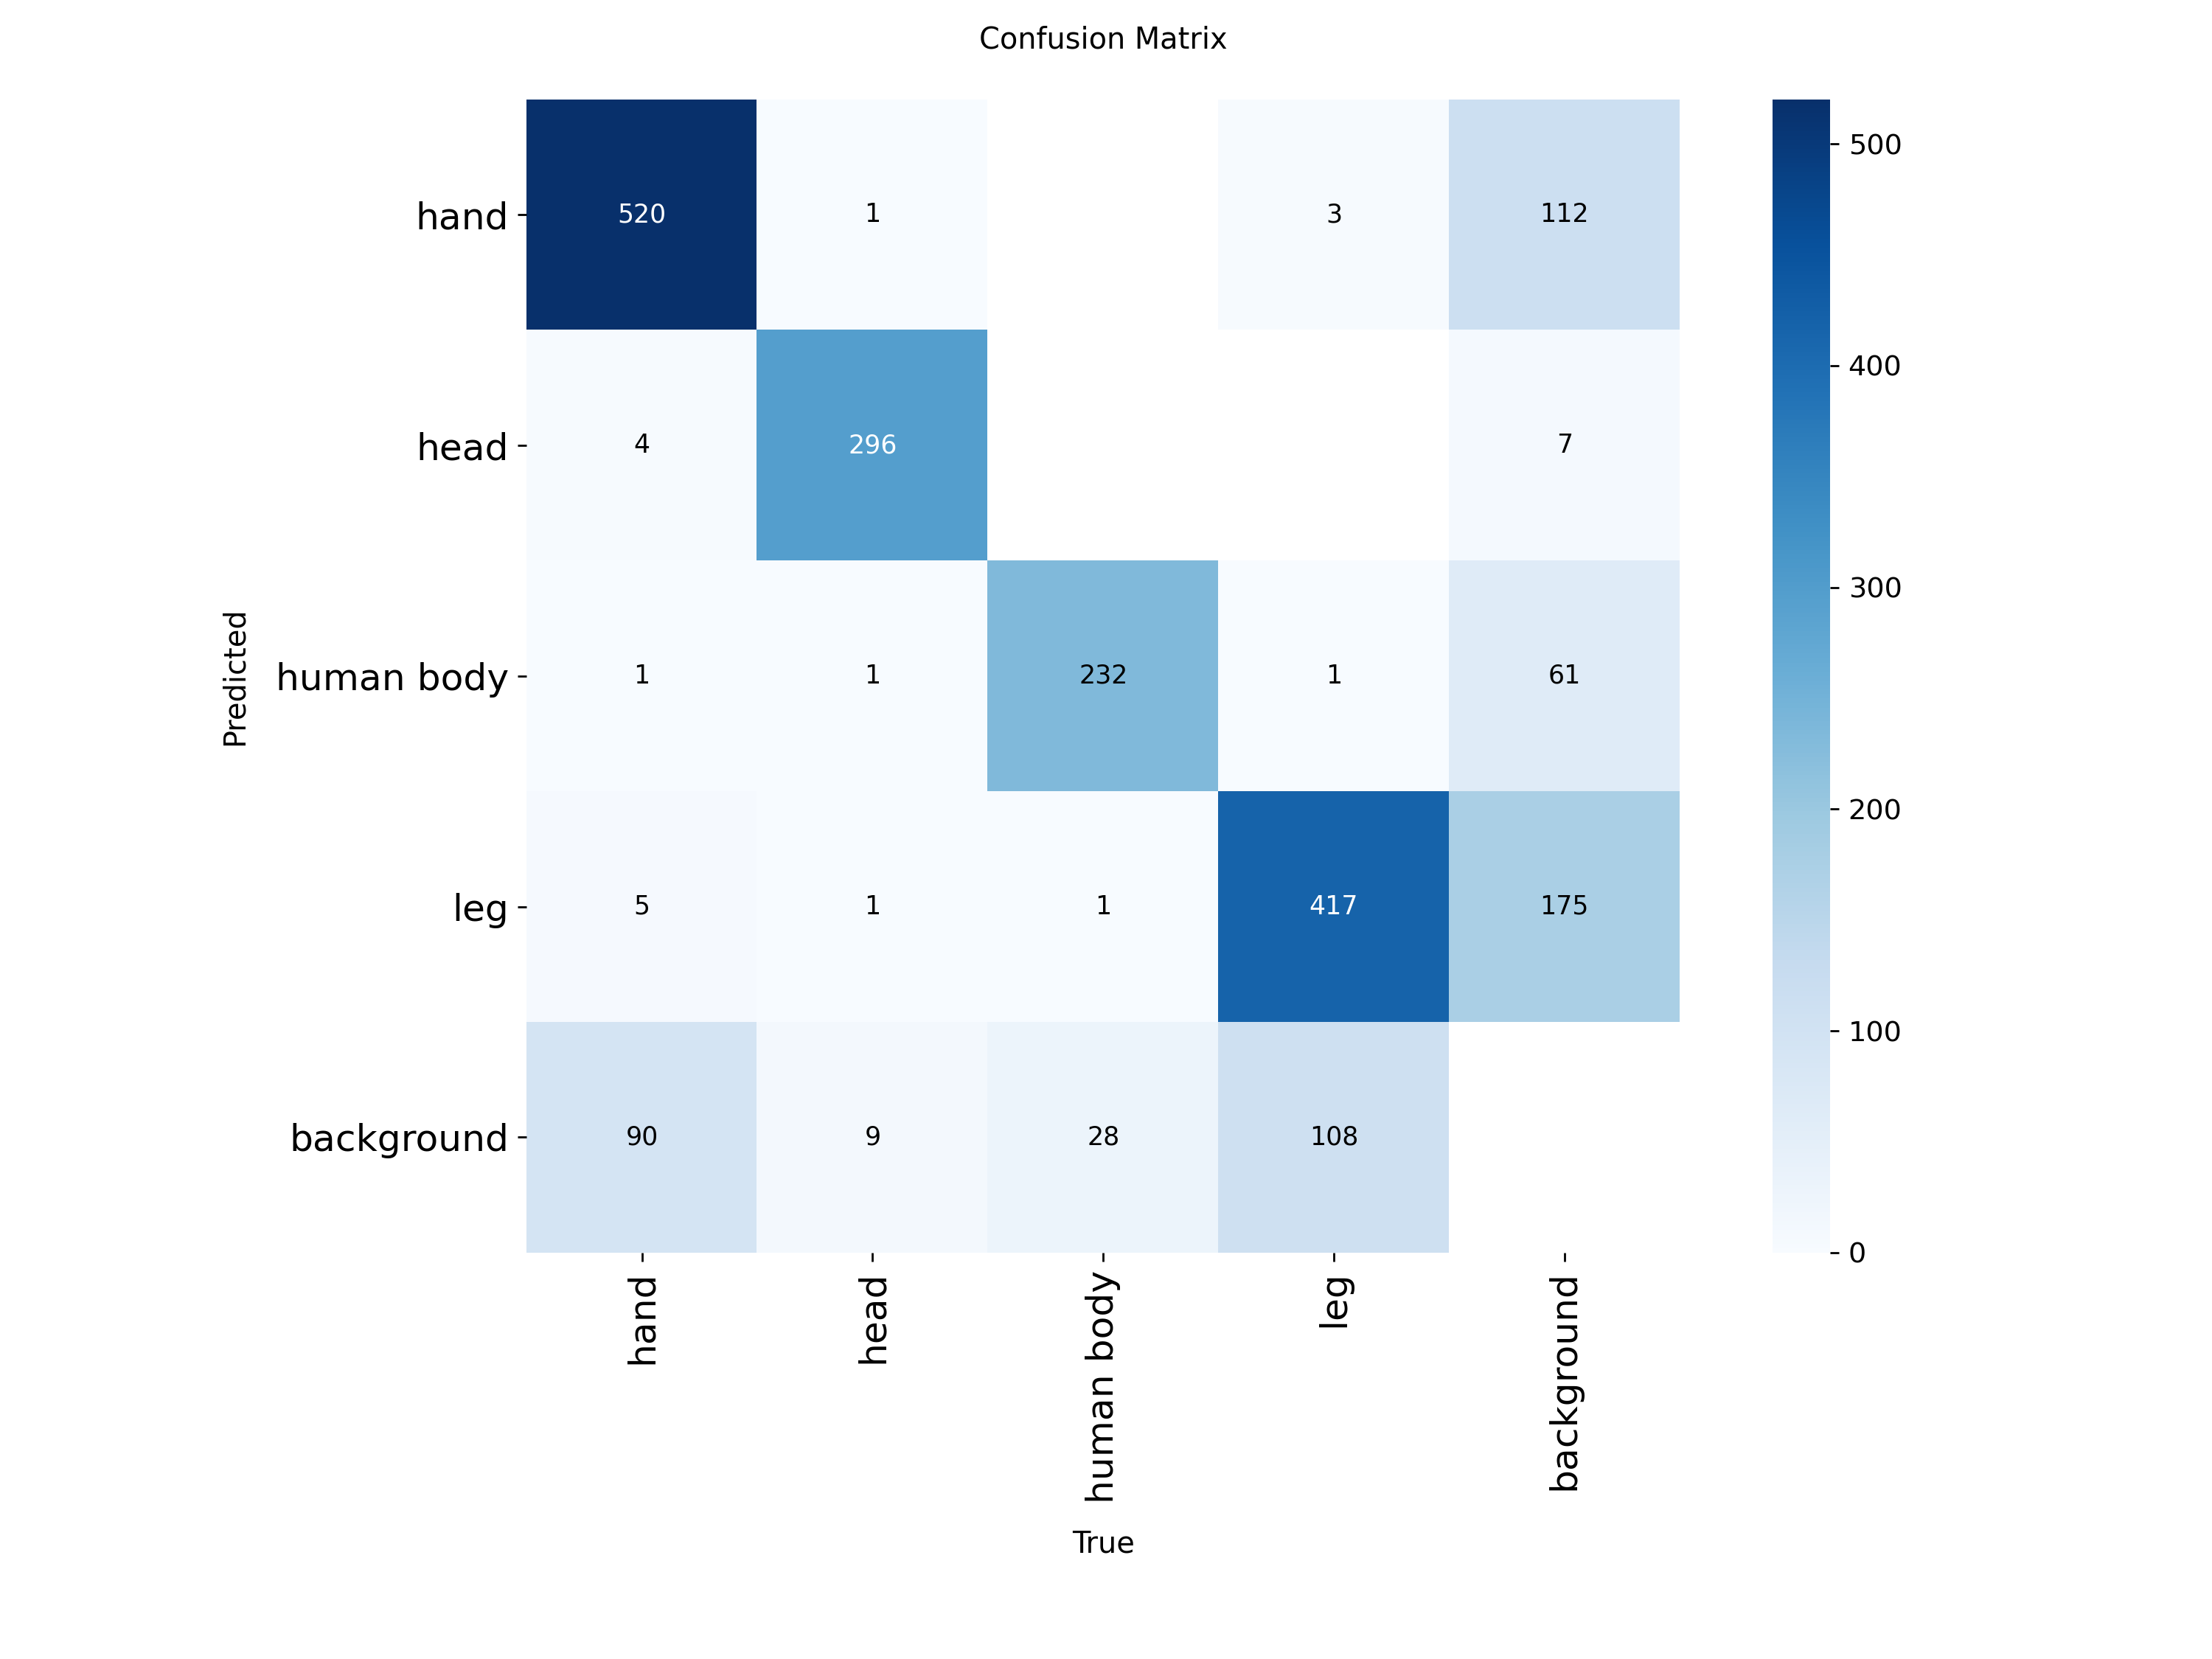 Confusion Matrix
hand 520 1 3 112
head 4 296 7
human body 1 1 232 1 61
leg 5 1 1 417 175
background 90 9 28 108
Predicted
hand head human body leg background
True
500
400
300
200
100
0